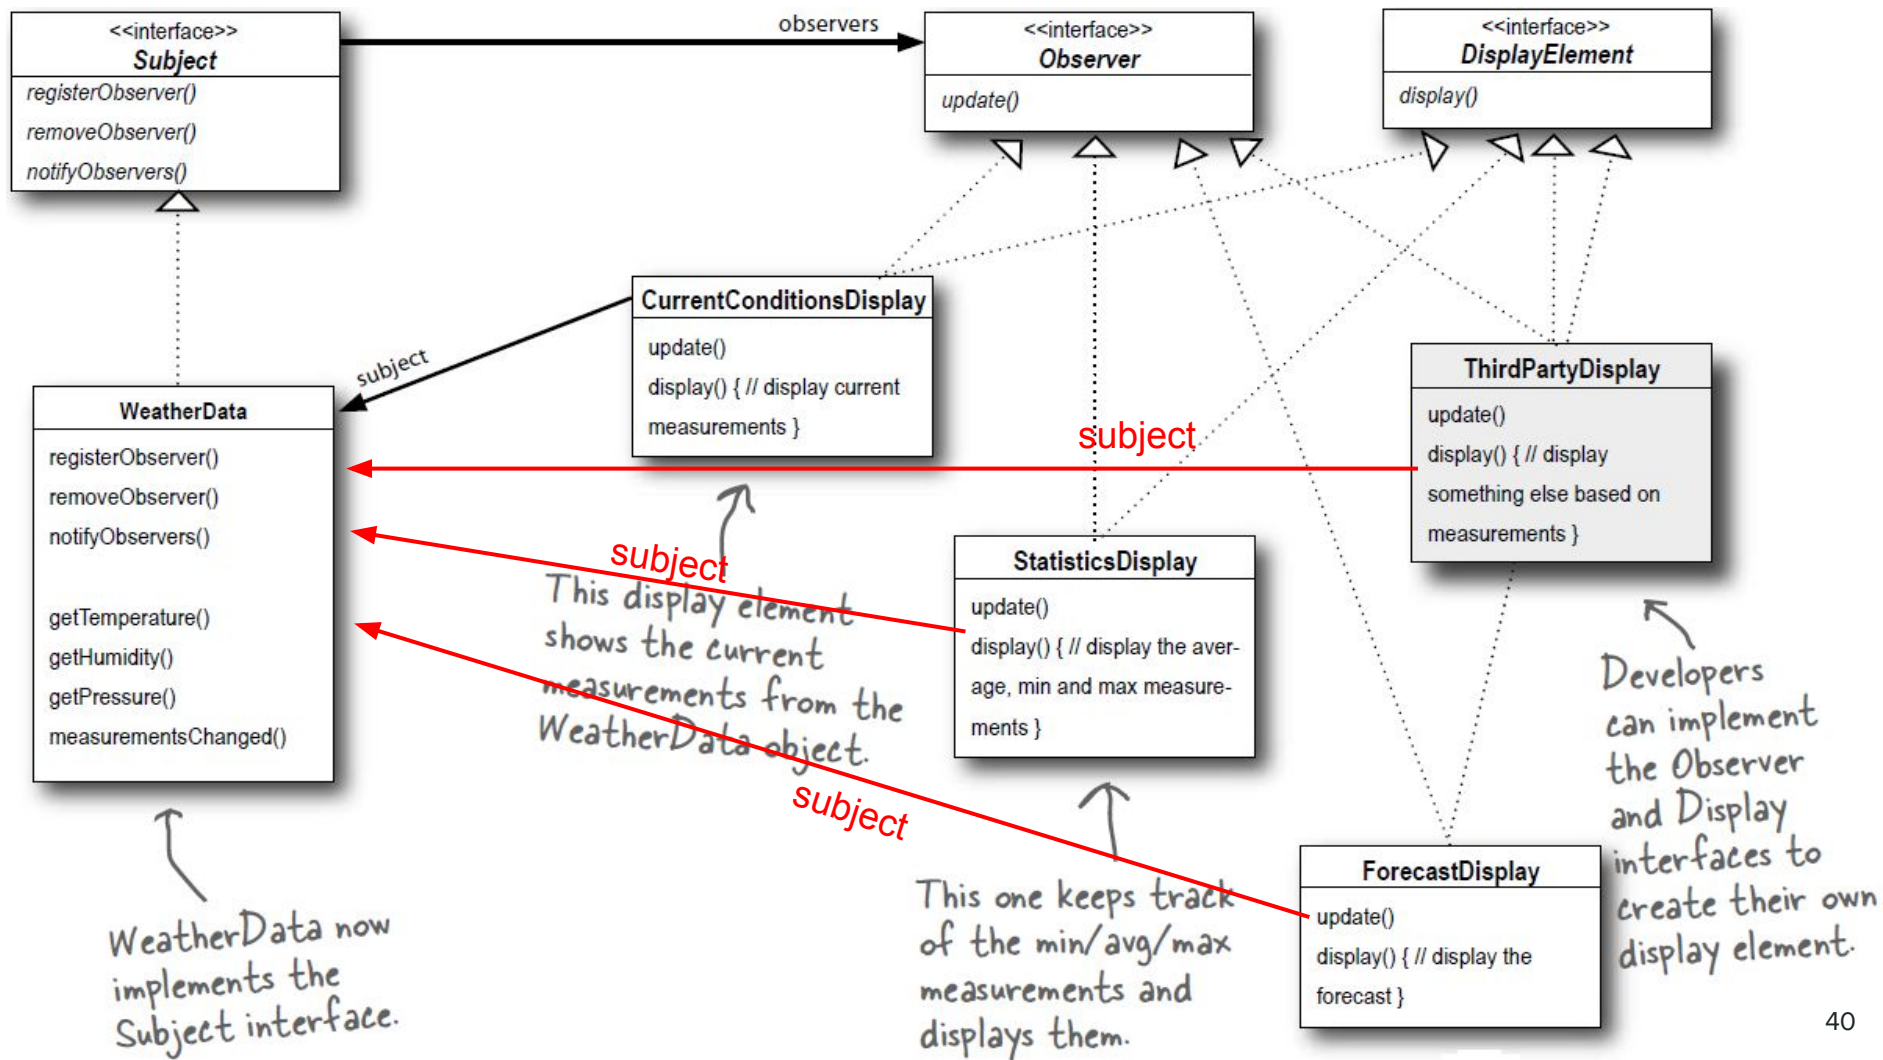 <<interface>>
Subject
registerObserver()
removeObserver()
notifyObservers()
observers
<<interface>>
Observer
update()
<<interface>>
DisplayElement
display()
CurrentConditionsDisplay
update()
display() { // display current
measurements }
subject
WeatherData
registerObserver()
removeObserver()
notifyObservers()
getTemperature()
getHumidity()
getPressure()
measurementsChanged()
ThirdPartyDisplay
update()
display() { // display
something else based on
measurements }
subject
subject
subject
This display element
shows the current
measurements from the
WeatherData object.
StatisticsDisplay
update()
display() { // display the aver-
age, min and max measure-
ments }
Developers
can implement
the Observer
and Display
interfaces to
create their own
display element.
ForecastDisplay
update()
display() { // display the
forecast }
This one keeps track
of the min/avg/max
measurements and
displays them.
WeatherData now
implements the
Subject interface.
40